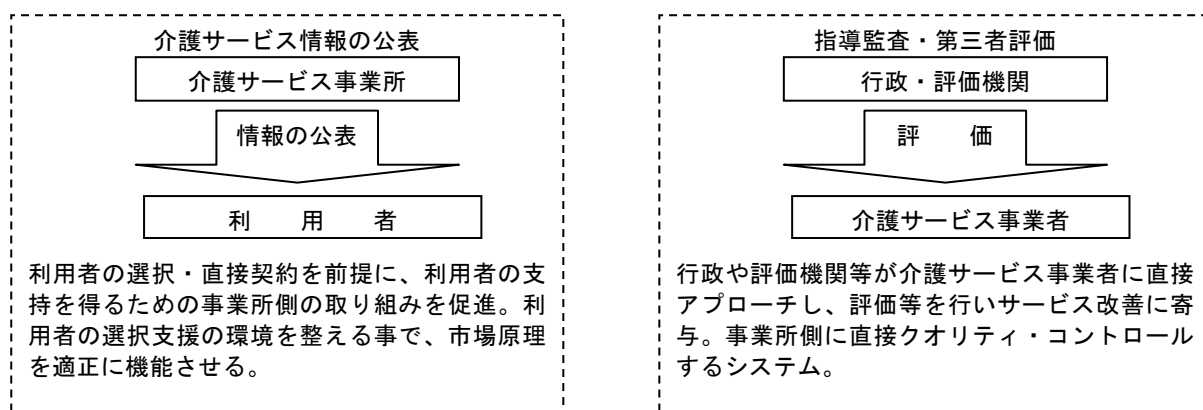 介護サービス情報の公表
介護サービス事業所
情報の公表
利　用　者
利用者の選択・直接契約を前提に、利用者の支
持を得るための事業所側の取り組みを促進。利
用者の選択支援の環境を整える事で、市場原理
を適正に機能させる。
指導監査・第三者評価
行政・評価機関
評　価
介護サービス事業者
行政や評価機関等が介護サービス事業者に直接
アプローチし、評価等を行いサービス改善に寄
与。事業所側に直接クオリティ・コントロール
するシステム。